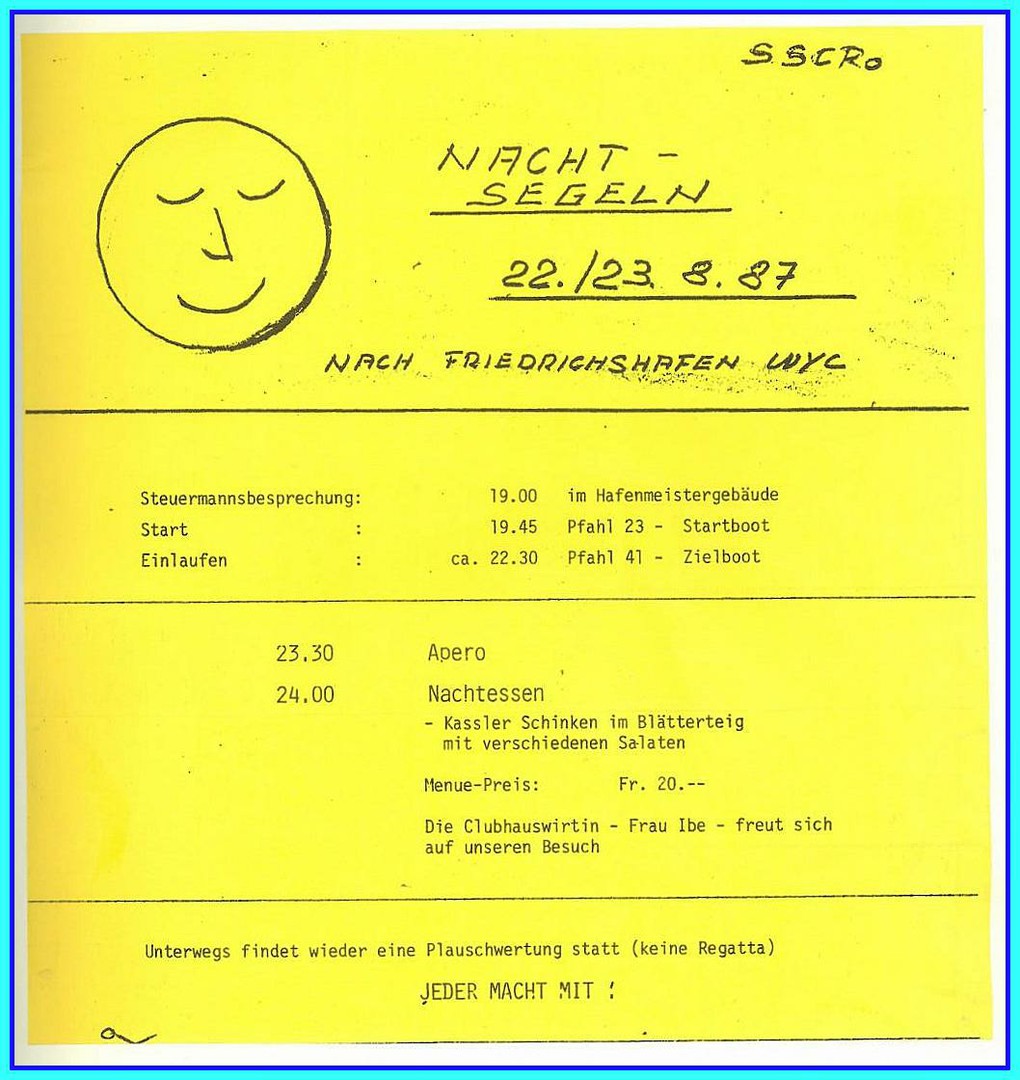 SSCRo
NACHT -
SEGELN
22./23. 8. 87
NACH FRIEDRICHSHAFEN WYC
Steuermannsbesprechung: 19.00 im Hafenmeistergebäude
Start : 19.45 Pfahl 23 - Startboot
Einlaufen : ca. 22.30 Pfahl 41 - Zielboot
23.30 Apero
24.00 Nachtessen
- Kassler Schinken im Blätterteig
mit verschiedenen Salaten
Menue-Preis: Fr. 20.--
Die Clubhauswirtin - Frau Ibe - freut sich
auf unseren Besuch
Unterwegs findet wieder eine Plauschwertung statt (keine Regatta)
JEDER MACHT MIT !